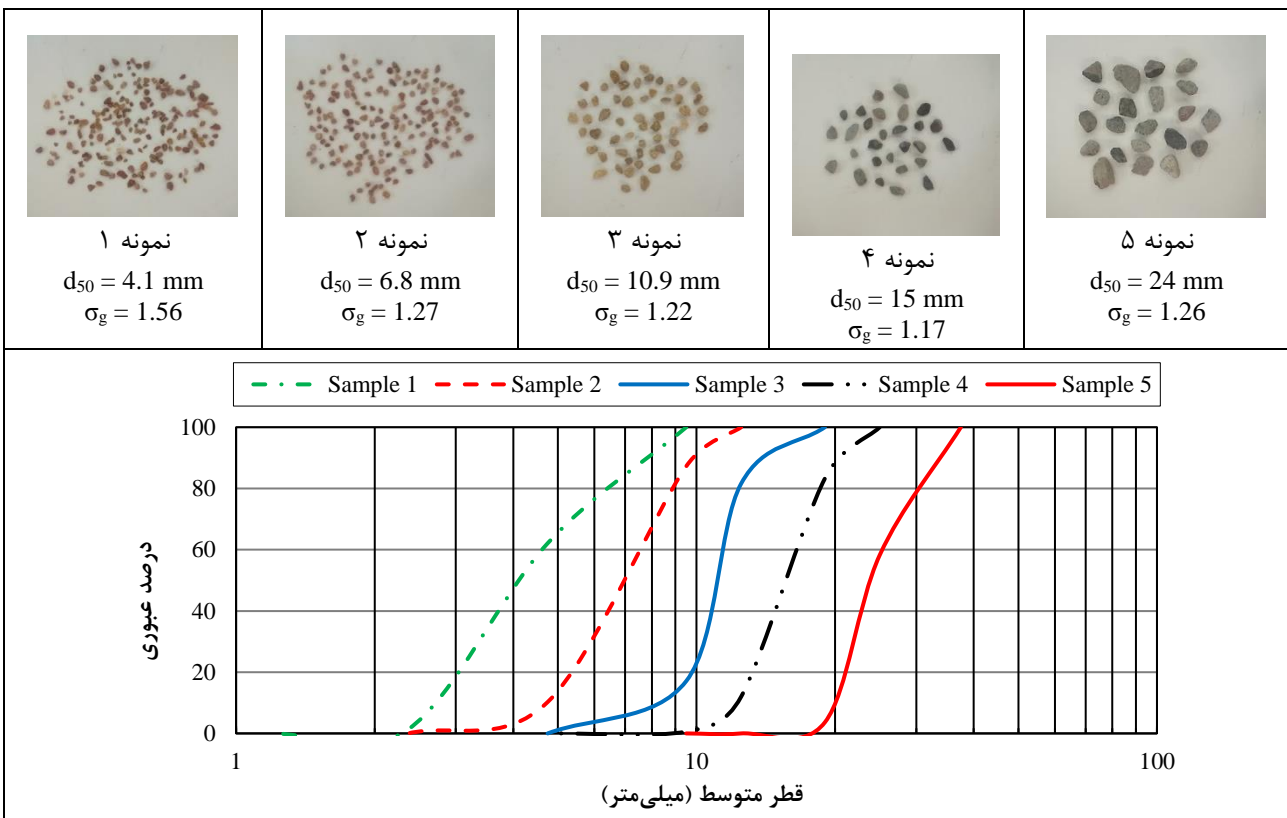 نمونه ۱
d₅₀ = 4.1 mm
σg = 1.56
نمونه ۲
d₅₀ = 6.8 mm
σg = 1.27
نمونه ۳
d₅₀ = 10.9 mm
σg = 1.22
نمونه ۴
d₅₀ = 15 mm
σg = 1.17
نمونه ۵
d₅₀ = 24 mm
σg = 1.26
Sample 1 Sample 2 Sample 3 Sample 4 Sample 5
درصد عبوری
100
80
60
40
20
0
1 10 100
قطر متوسط (میلی‌متر)